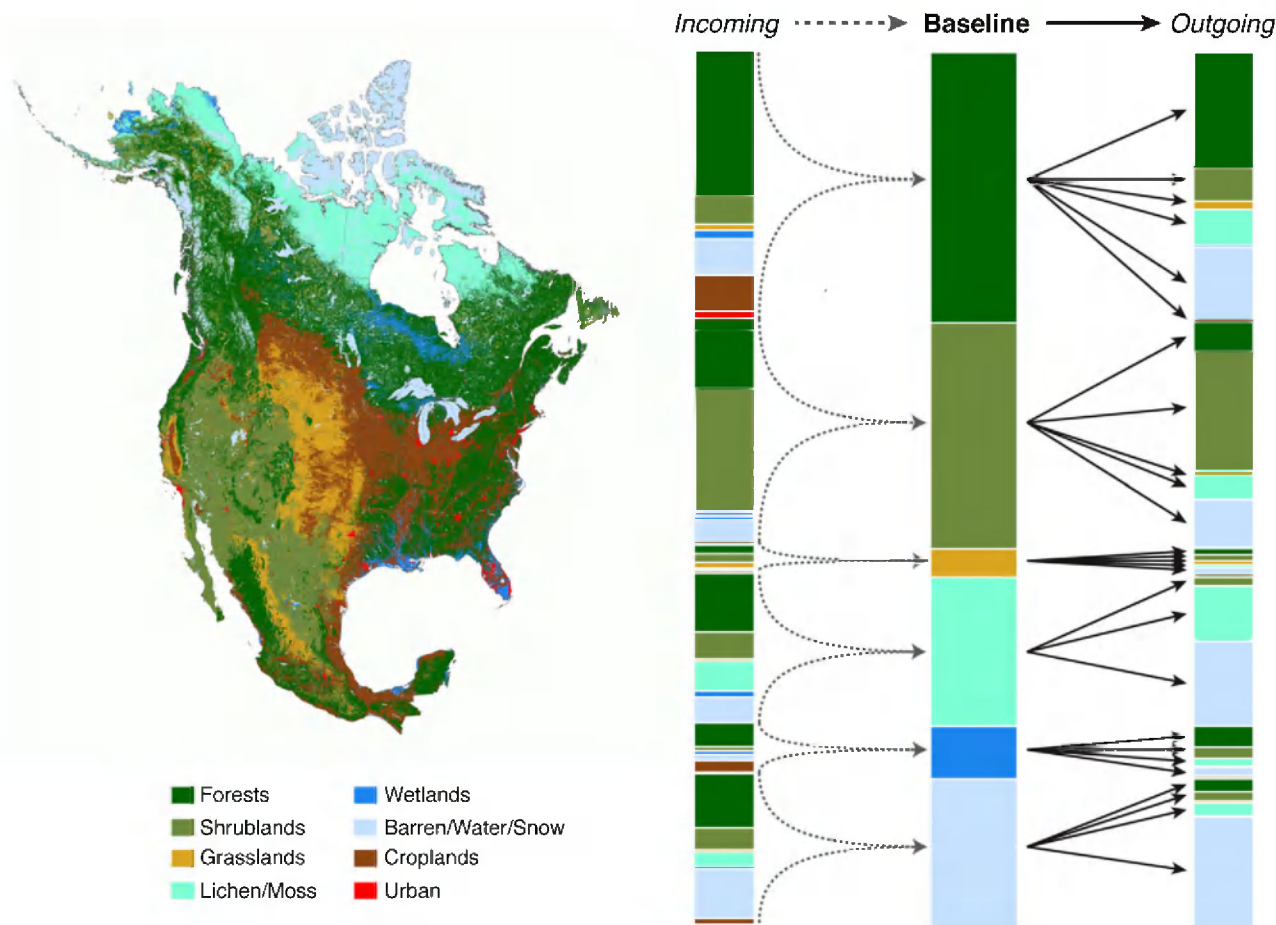 Incoming Baseline Outgoing
Forests
Shrublands
Grasslands
Lichen/Moss
Wetlands
Barren/Water/Snow
Croplands
Urban